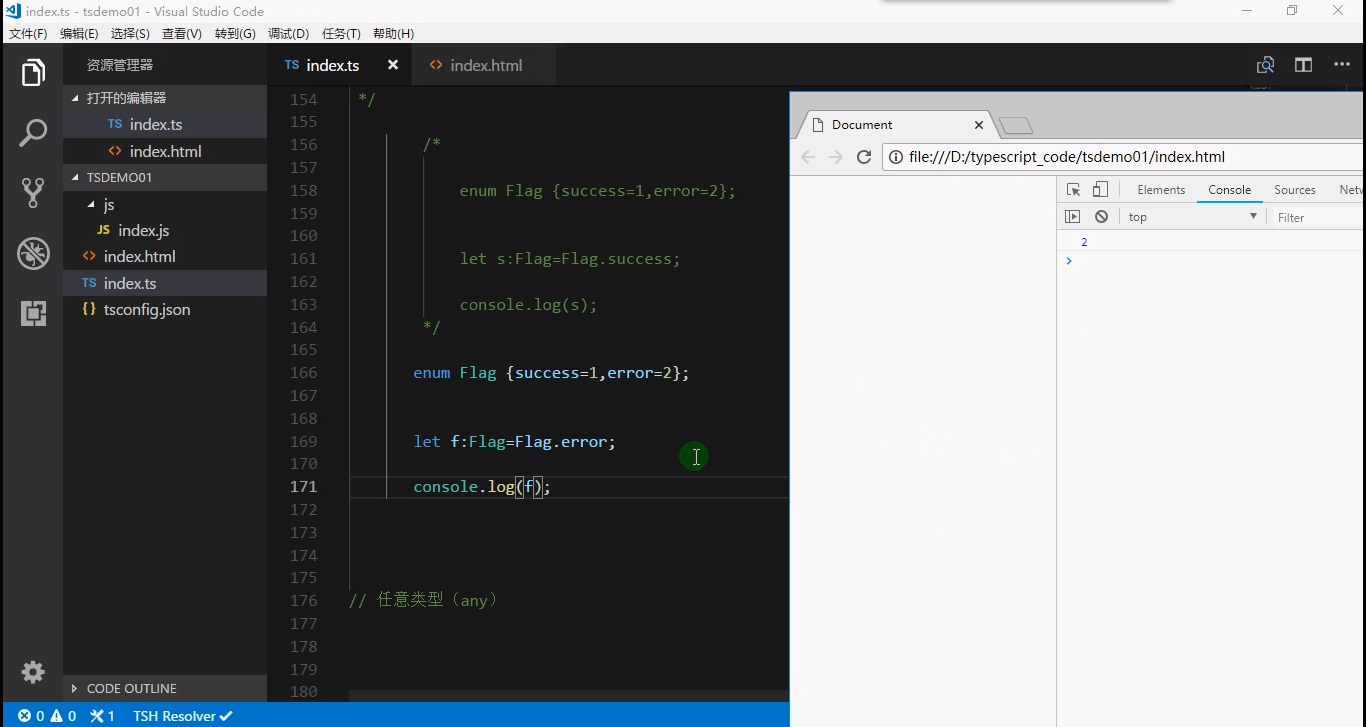 index.ts - tsdemo01 - Visual Studio Code
文件(F) 编辑(E) 选择(S) 查看(V) 转到(G) 调试(D) 任务(T) 帮助(H)
资源管理器
打开的编辑器
TS index.ts
<> index.html
TSDEMO01
js
JS index.js
<> index.html
TS index.ts
{} tsconfig.json
CODE OUTLINE
TS index.ts
<> index.html
154 */
155
156 /*
157
158 enum Flag {success=1,error=2};
159
160
161 let s:Flag=Flag.success;
162
163 console.log(s);
164 */
165
166 enum Flag {success=1,error=2};
167
168
169 let f:Flag=Flag.error;
170
171 console.log(f);
172
173
174
175
176 // 任意类型（any）
177
178
179
180
Document
file:///D:/typescript_code/tsdemo01/index.html
Elements Console Sources Netw
top Filter
2
0 0 1 TSH Resolver